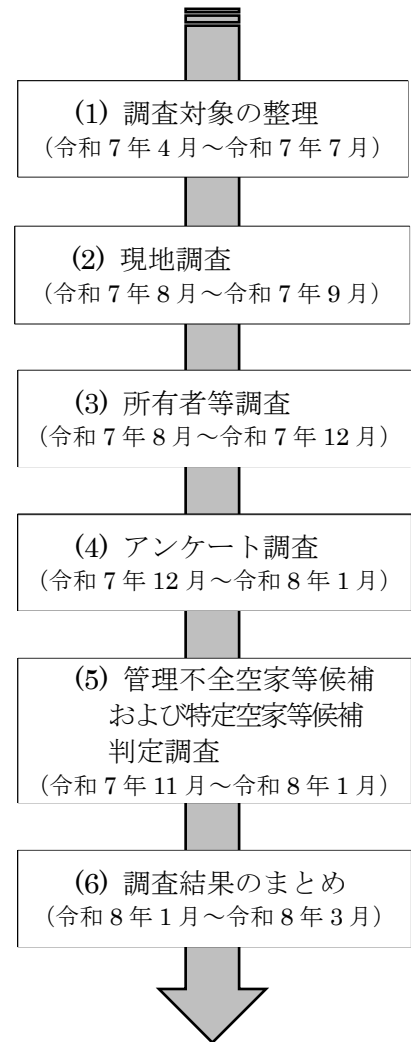 (1) 調査対象の整理
（令和 7 年 4 月～令和 7 年 7 月）
(2) 現地調査
（令和 7 年 8 月～令和 7 年 9 月）
(3) 所有者等調査
（令和 7 年 8 月～令和 7 年 12 月）
(4) アンケート調査
（令和 7 年 12 月～令和 8 年 1 月）
(5) 管理不全空家等候補
および特定空家等候補
判定調査
（令和 7 年 11 月～令和 8 年 1 月）
(6) 調査結果のまとめ
（令和 8 年 1 月～令和 8 年 3 月）